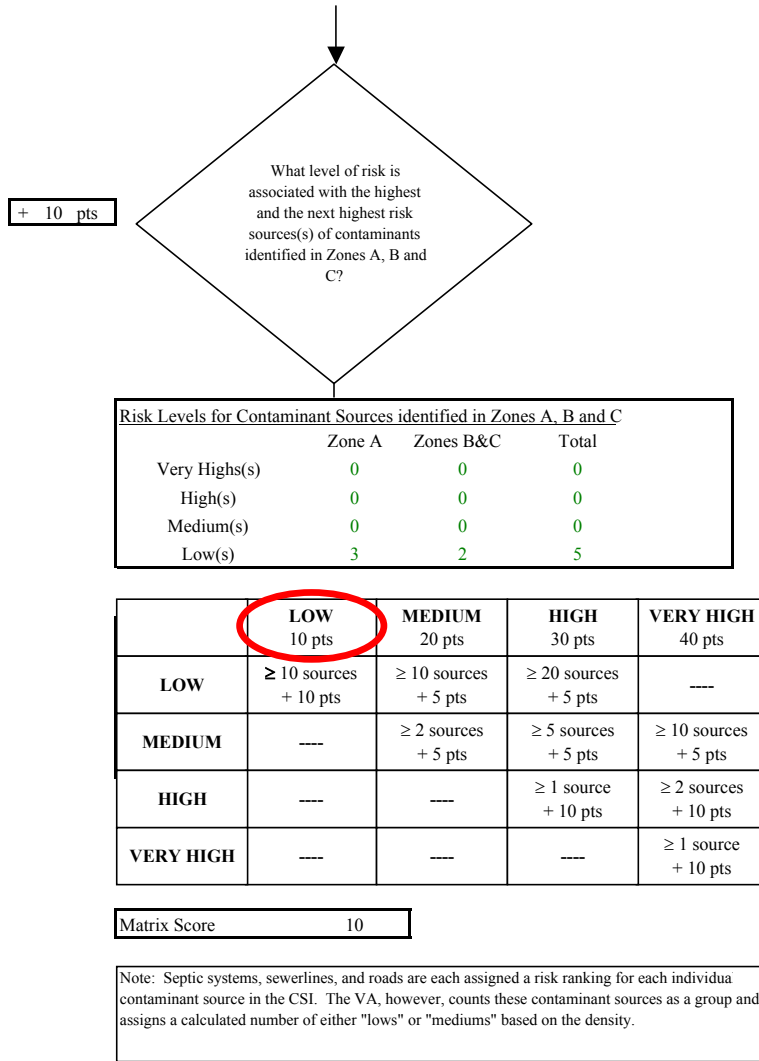 What level of risk is
associated with the highest
and the next highest risk
sources(s) of contaminants
identified in Zones A, B and
C?
+ 10 pts
Risk Levels for Contaminant Sources identified in Zones A, B and C
Zone A Zones B&C Total
Very Highs(s) 0 0 0
High(s) 0 0 0
Medium(s) 0 0 0
Low(s) 3 2 5
LOW MEDIUM HIGH VERY HIGH
10 pts 20 pts 30 pts 40 pts
LOW ≥ 10 sources ≥ 10 sources ≥ 20 sources ----
+ 10 pts + 5 pts + 5 pts
MEDIUM ---- ≥ 2 sources ≥ 5 sources ≥ 10 sources
+ 5 pts + 5 pts + 5 pts
HIGH ---- ---- ≥ 1 source ≥ 2 sources
+ 10 pts + 10 pts
VERY HIGH ---- ---- ---- ≥ 1 source
+ 10 pts
Matrix Score 10
Note: Septic systems, sewerlines, and roads are each assigned a risk ranking for each individua
contaminant source in the CSI. The VA, however, counts these contaminant sources as a group and
assigns a calculated number of either "lows" or "mediums" based on the density.